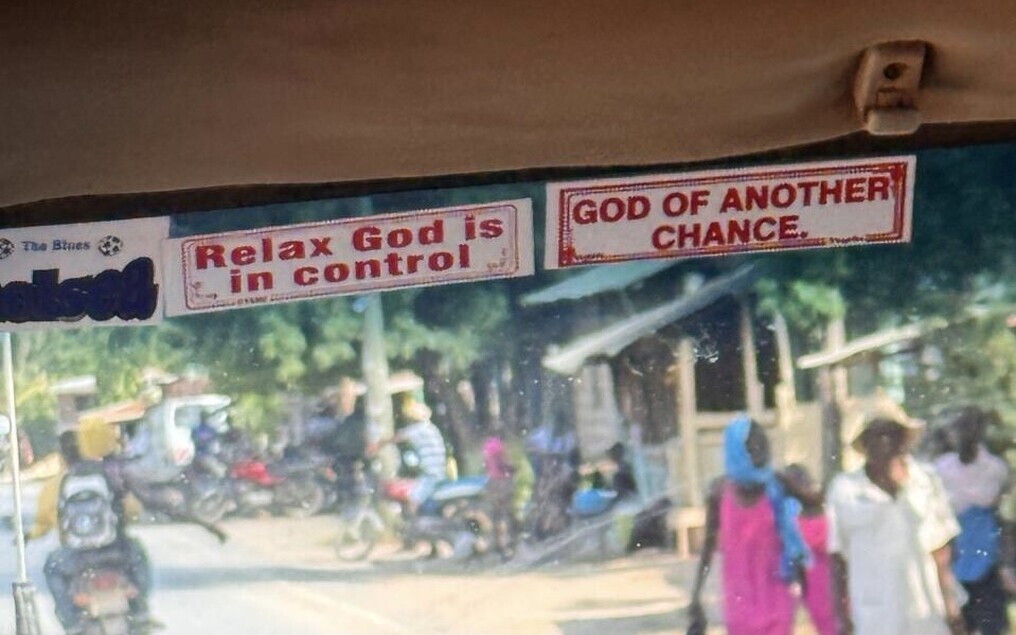 The Blues
Relax God is
in control
GOD OF ANOTHER
CHANCE.